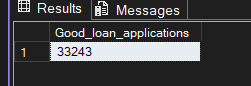 Results Messages
Good_loan_applications
1 33243